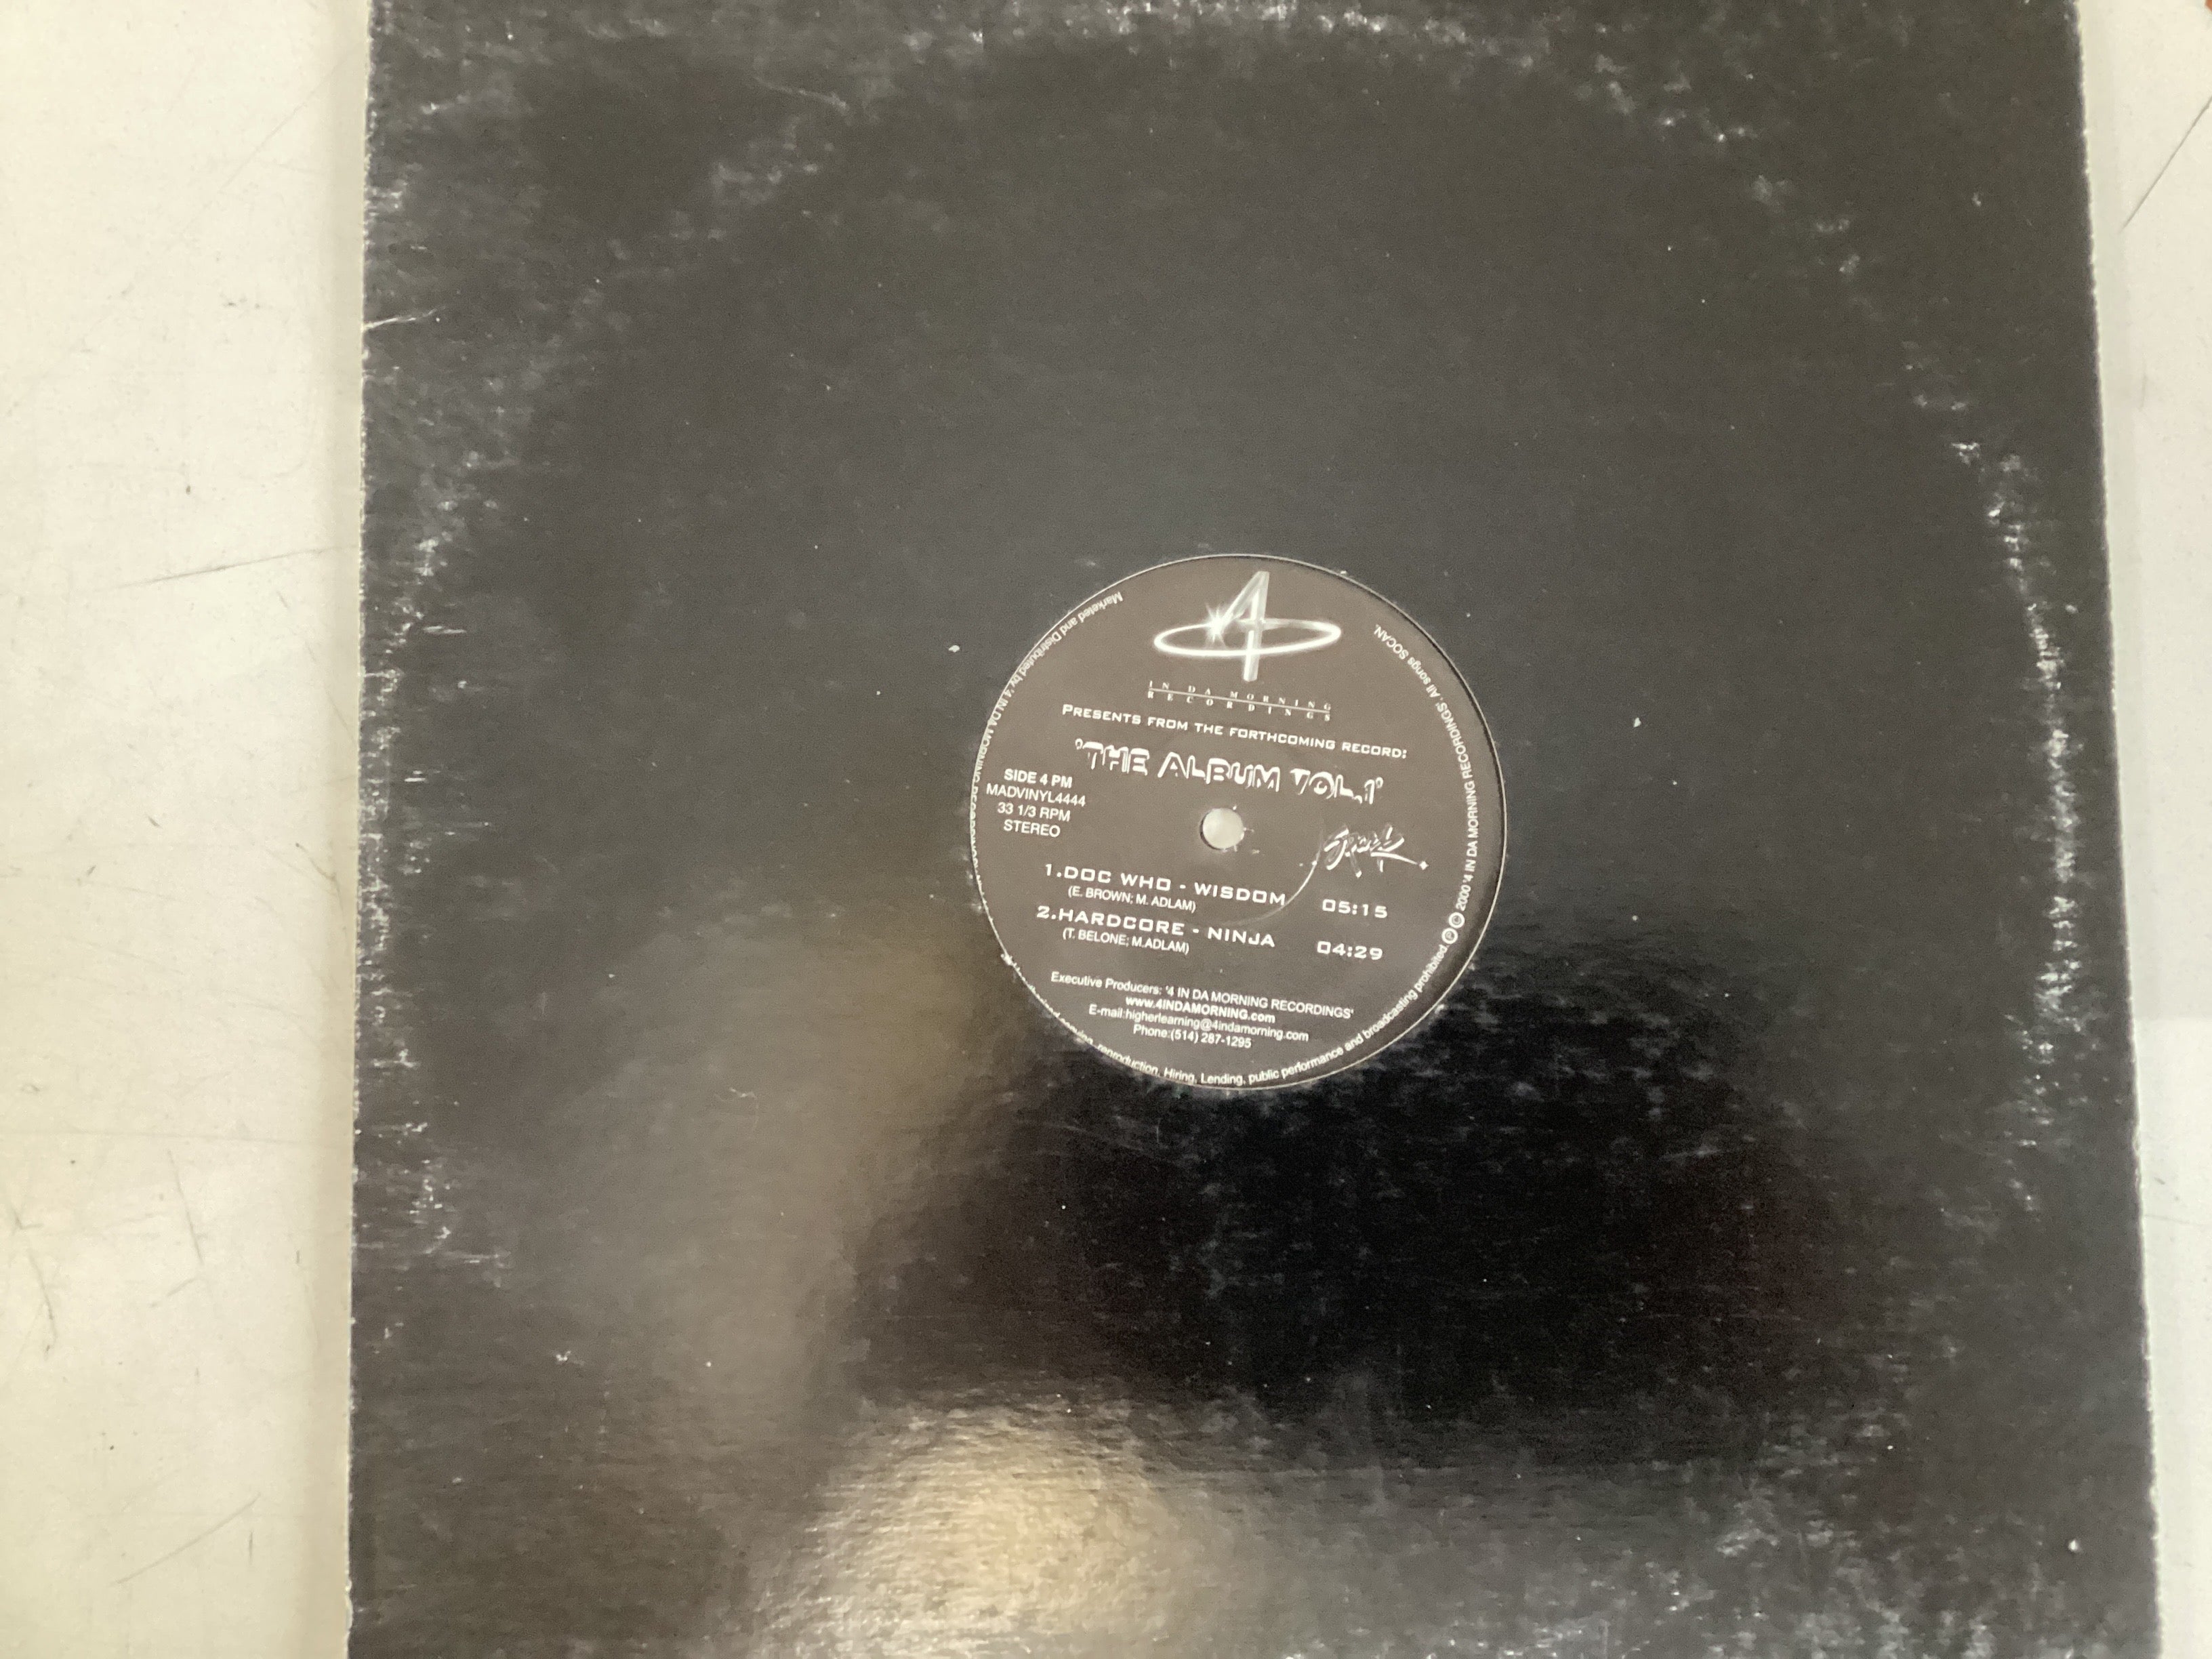 4
IN DA MORNING
RECORDINGS
PRESENTS FROM THE FORTHCOMING RECORD:
'THE ALBUM VOL.1'
SIDE 4 PM
MADVINYL4444
33 1/3 RPM
STEREO
1.DOC WHO - WISDOM 05:15
(E. BROWN; M. ADLAM)
2.HARDCORE - NINJA 04:29
(T. BELONE; M.ADLAM)
Executive Producers: '4 IN DA MORNING RECORDINGS'
www.4INDAMORNING.com
E-mail:higherlearning@4indamorning.com
Phone:(514) 287-1295
Marketed and Distributed by '4 IN DA MORNING
reproduction, Hiring, Lending, public performance and broadcasting prohibited ℗ © 2000 '4 IN DA MORNING RECORDINGS'. All songs SOCAN.